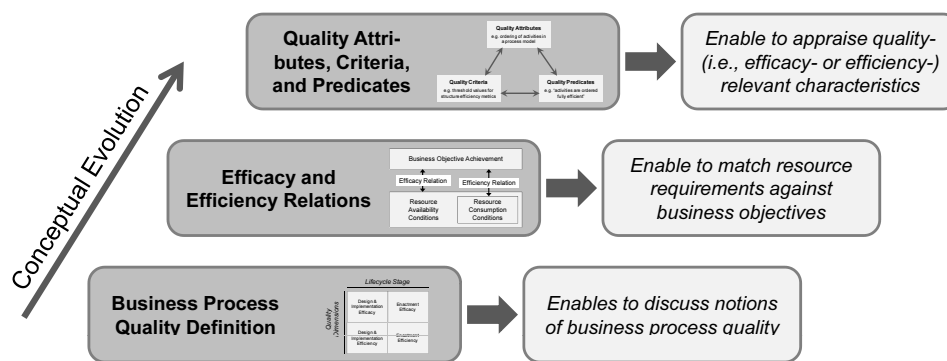 Conceptual Evolution
Quality Attri-
butes, Criteria,
and Predicates
Quality Attributes
e.g. ordering of activities in
a process model
Quality Criteria
e.g. threshold values for
structure efficiency metrics
Quality Predicates
e.g. "activities are ordered
fully efficient"
Enable to appraise quality-
(i.e., efficacy- or efficiency-)
relevant characteristics
Efficacy and
Efficiency Relations
Business Objective Achievement
Efficacy Relation
Efficiency Relation
Resource
Availability
Conditions
Resource
Consumption
Conditions
Enable to match resource
requirements against
business objectives
Business Process
Quality Definition
Lifecycle Stage
Quality
Dimensions
Design &
Implementation
Efficacy
Enactment
Efficacy
Design &
Implementation
Efficiency
Enactment
Efficiency
Enables to discuss notions
of business process quality